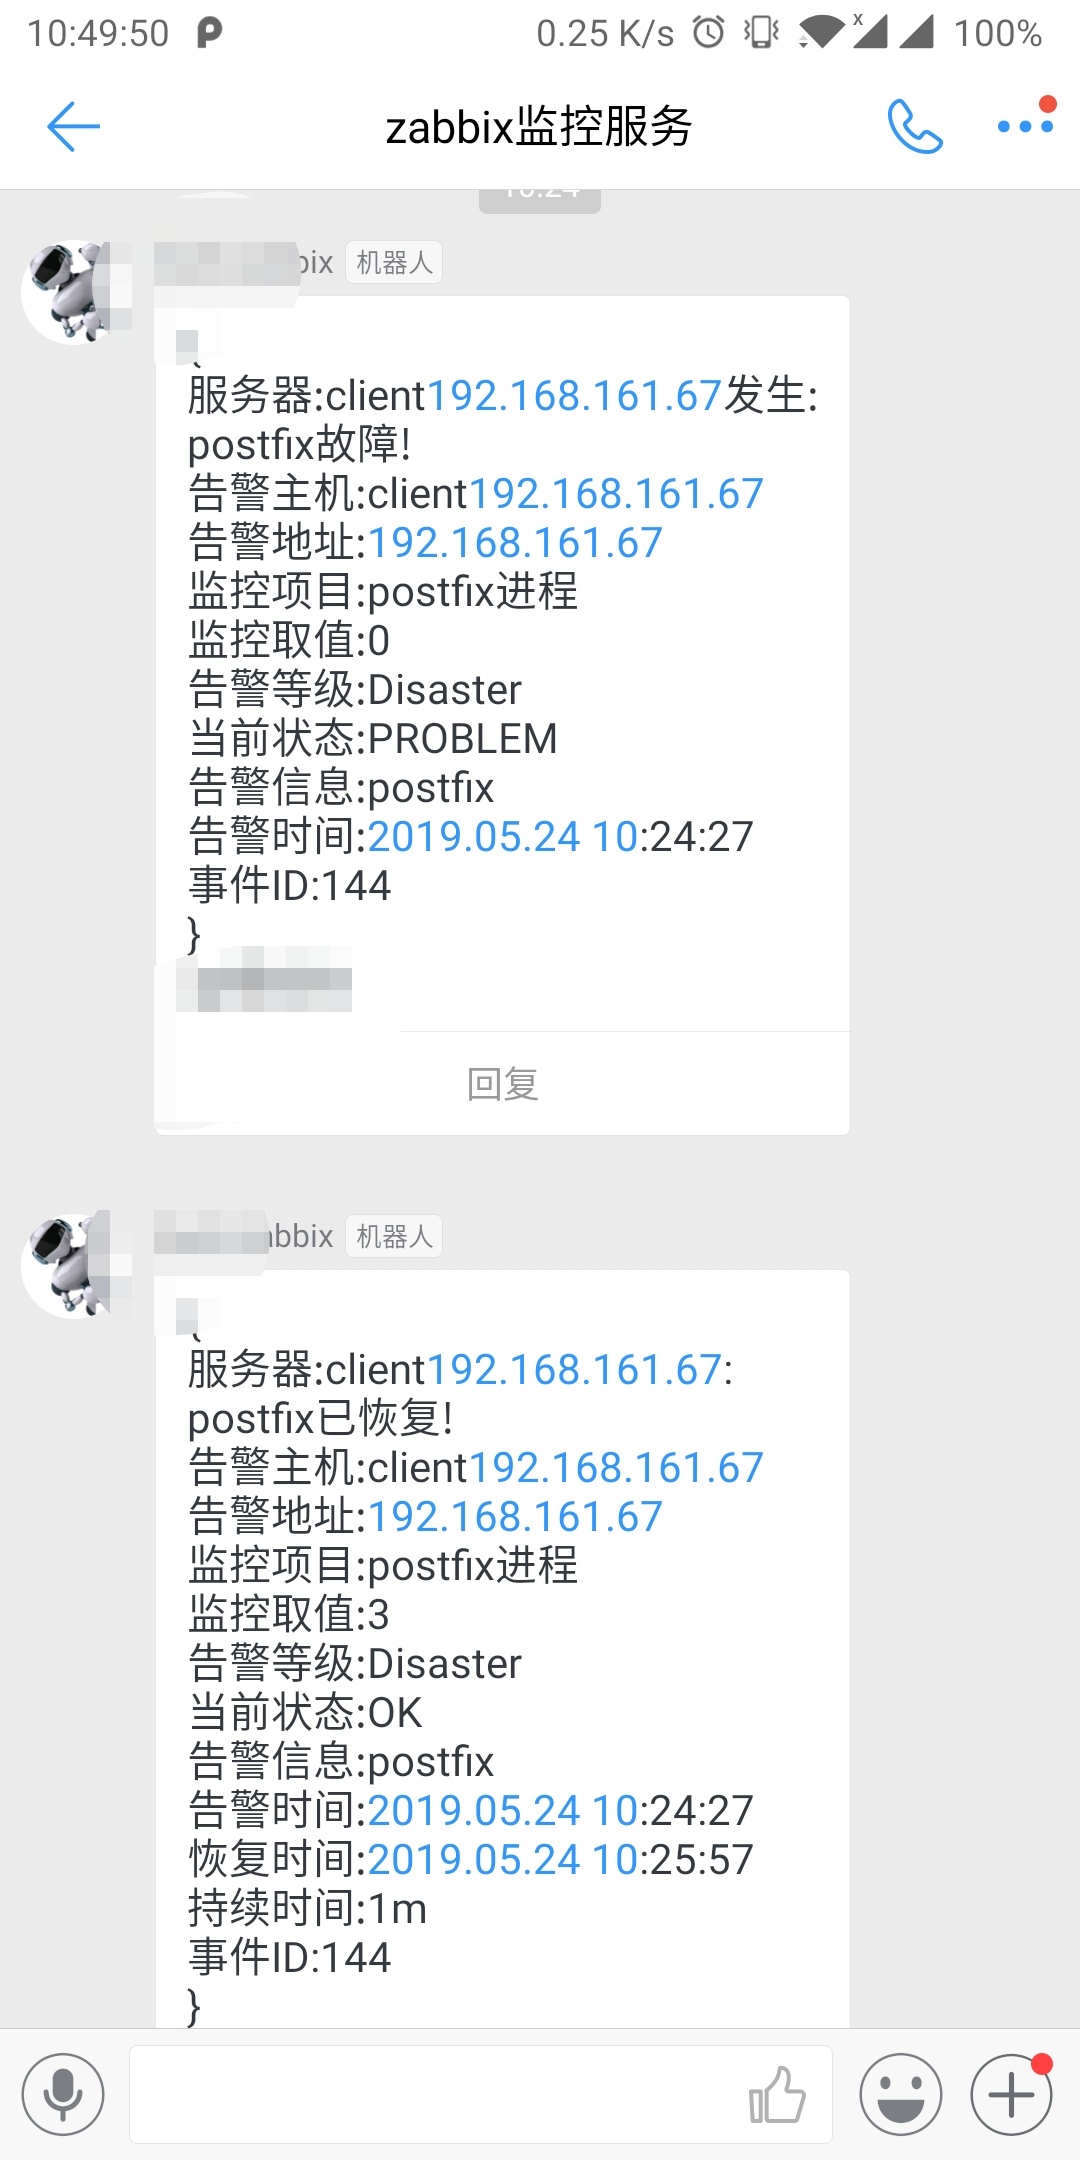 10:49:50
0.25 K/s
x
100%
zabbix监控服务
机器人
服务器:client192.168.161.67发生:
postfix故障!
告警主机:client192.168.161.67
告警地址:192.168.161.67
监控项目:postfix进程
监控取值:0
告警等级:Disaster
当前状态:PROBLEM
告警信息:postfix
告警时间:2019.05.24 10:24:27
事件ID:144
}
回复
机器人
{
服务器:client192.168.161.67:
postfix已恢复!
告警主机:client192.168.161.67
告警地址:192.168.161.67
监控项目:postfix进程
监控取值:3
告警等级:Disaster
当前状态:OK
告警信息:postfix
告警时间:2019.05.24 10:24:27
恢复时间:2019.05.24 10:25:57
持续时间:1m
事件ID:144
}